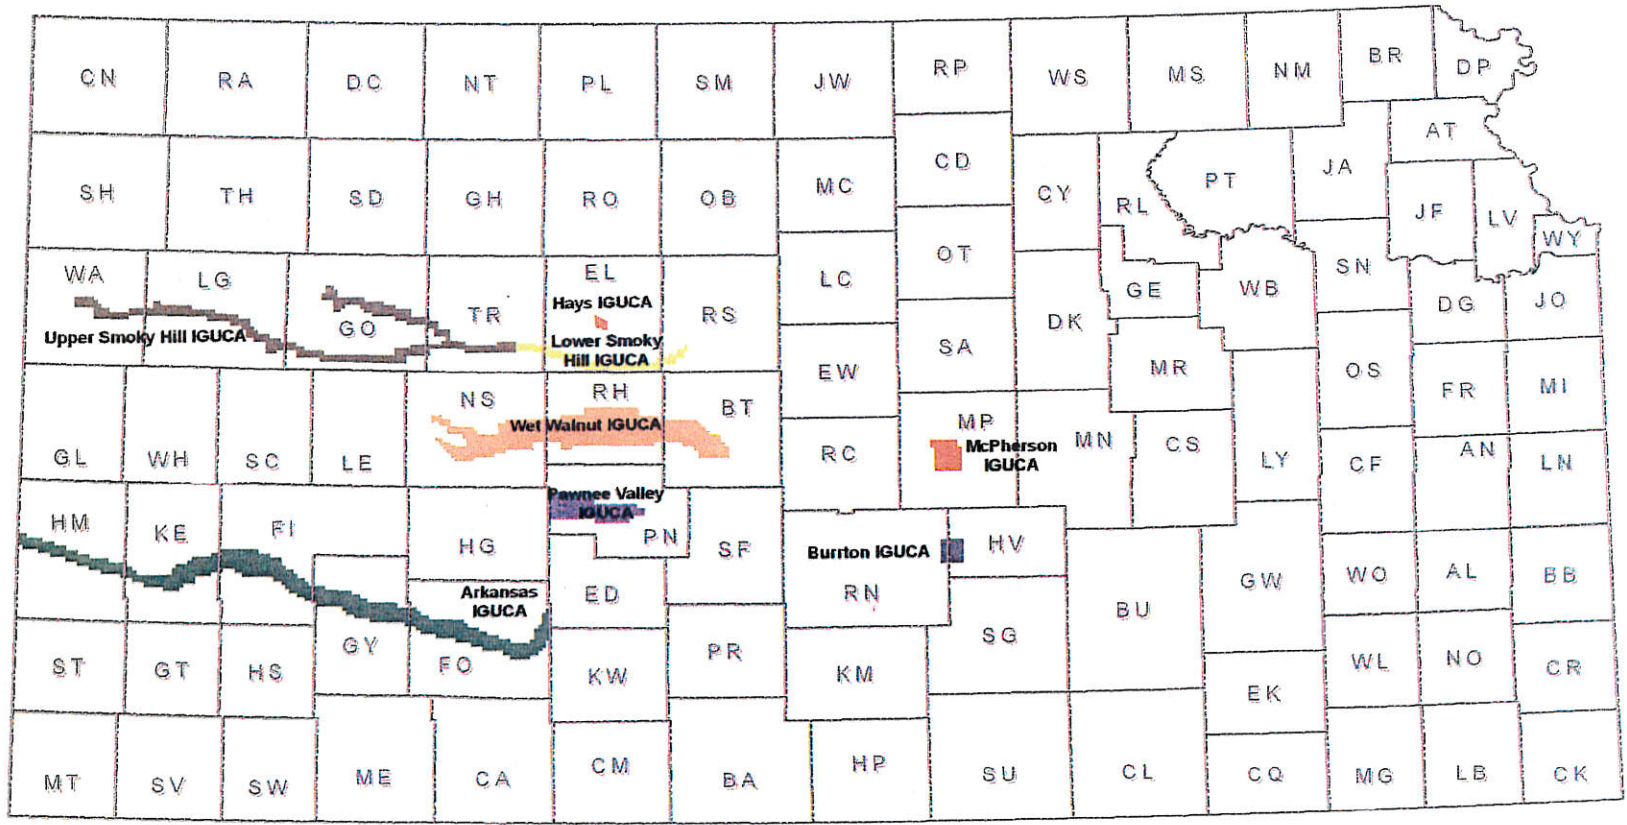 CN RA DC NT PL SM JW RP WS MS NM BR DP
AT
SH TH SD GH RO OB MC CD CY RL PT JA JF LV WY
WA LG GO TR EL RS LC OT DK GE WB SN DG JO
Hays IGUCA
Upper Smoky Hill IGUCA
Lower Smoky
Hill IGUCA
SA MR OS FR MI
EW
NS RH BT
Wet Walnut IGUCA
MP MN CS
McPherson
IGUCA
GL WH SC LE RC LY CF AN LN
Pawnee Valley
IGUCA
HM KE FI HG PN SF
Burrton IGUCA
HV
RN
Arkansas
IGUCA
ED BU GW WO AL BB
SG
ST GT HS GY FO KW PR KM EK WL NO CR
MT SV SW ME CA CM BA HP SU CL CQ MG LB CK